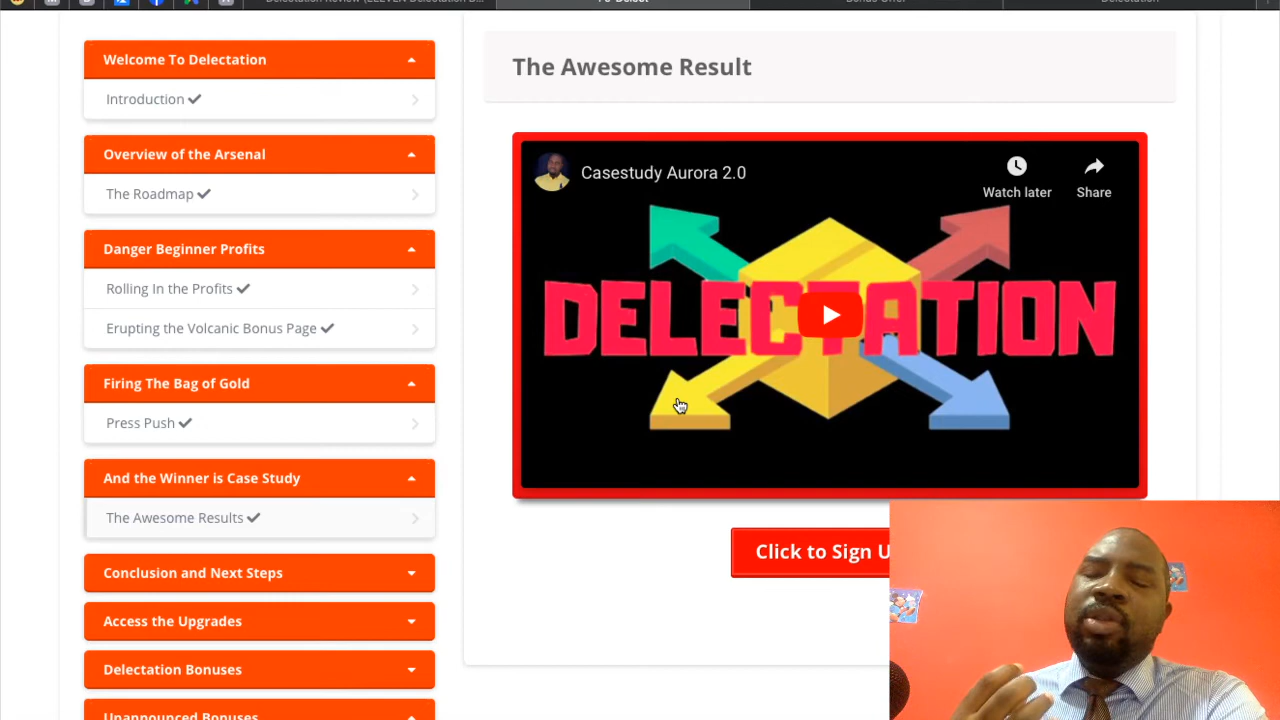 Welcome To Delectation
Introduction
Overview of the Arsenal
The Roadmap
Danger Beginner Profits
Rolling In the Profits
Erupting the Volcanic Bonus Page
Firing The Bag of Gold
Press Push
And the Winner is Case Study
The Awesome Results
Conclusion and Next Steps
Access the Upgrades
Delectation Bonuses
Unannounced Bonuses
The Awesome Result
Casestudy Aurora 2.0
Watch later
Share
DELECTATION
Click to Sign U